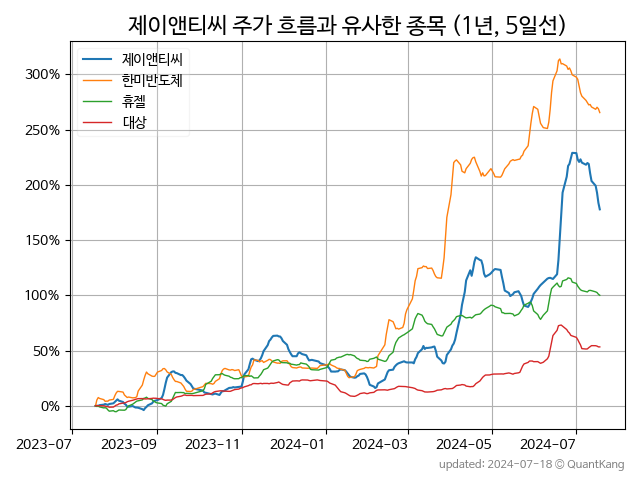 제이앤티씨 주가 흐름과 유사한 종목 (1년, 5일선)
제이앤티씨
한미반도체
휴젤
대상
300%
250%
200%
150%
100%
50%
0%
2023-07 2023-09 2023-11 2024-01 2024-03 2024-05 2024-07
updated: 2024-07-18 © QuantKang